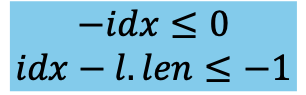 −idx ≤ 0
idx − l.len ≤ −1